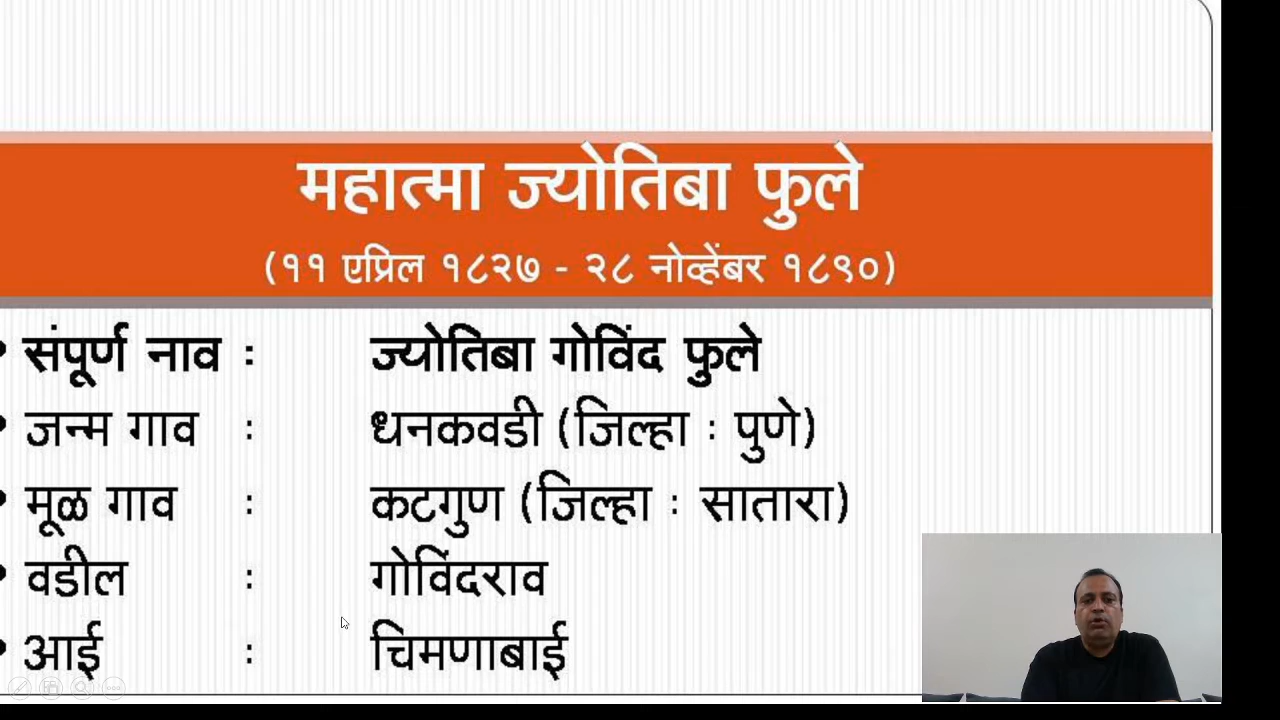 महात्मा ज्योतिबा फुले
(११ एप्रिल १८२७ - २८ नोव्हेंबर १८९०)
• संपूर्ण नाव : ज्योतिबा गोविंद फुले
• जन्म गाव : धनकवडी (जिल्हा : पुणे)
• मूळ गाव : कटगुण (जिल्हा : सातारा)
• वडील : गोविंदराव
• आई : चिमणाबाई